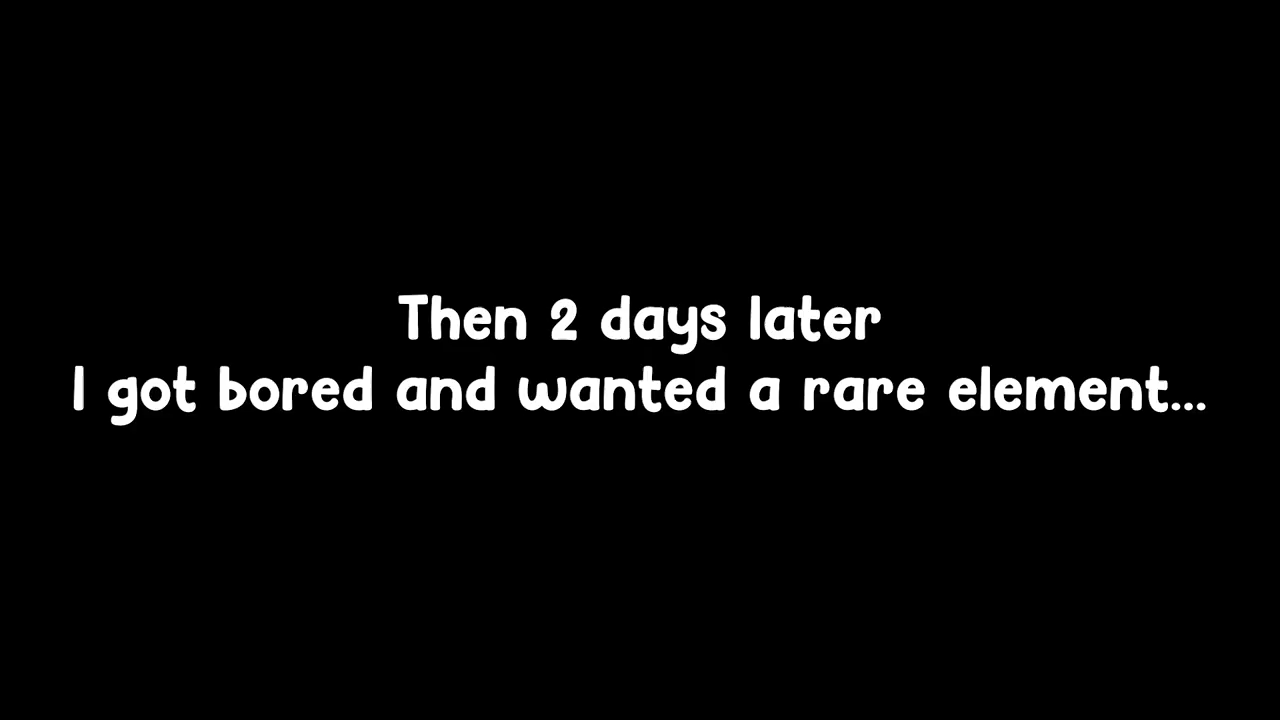 Then 2 days later
I got bored and wanted a rare element...